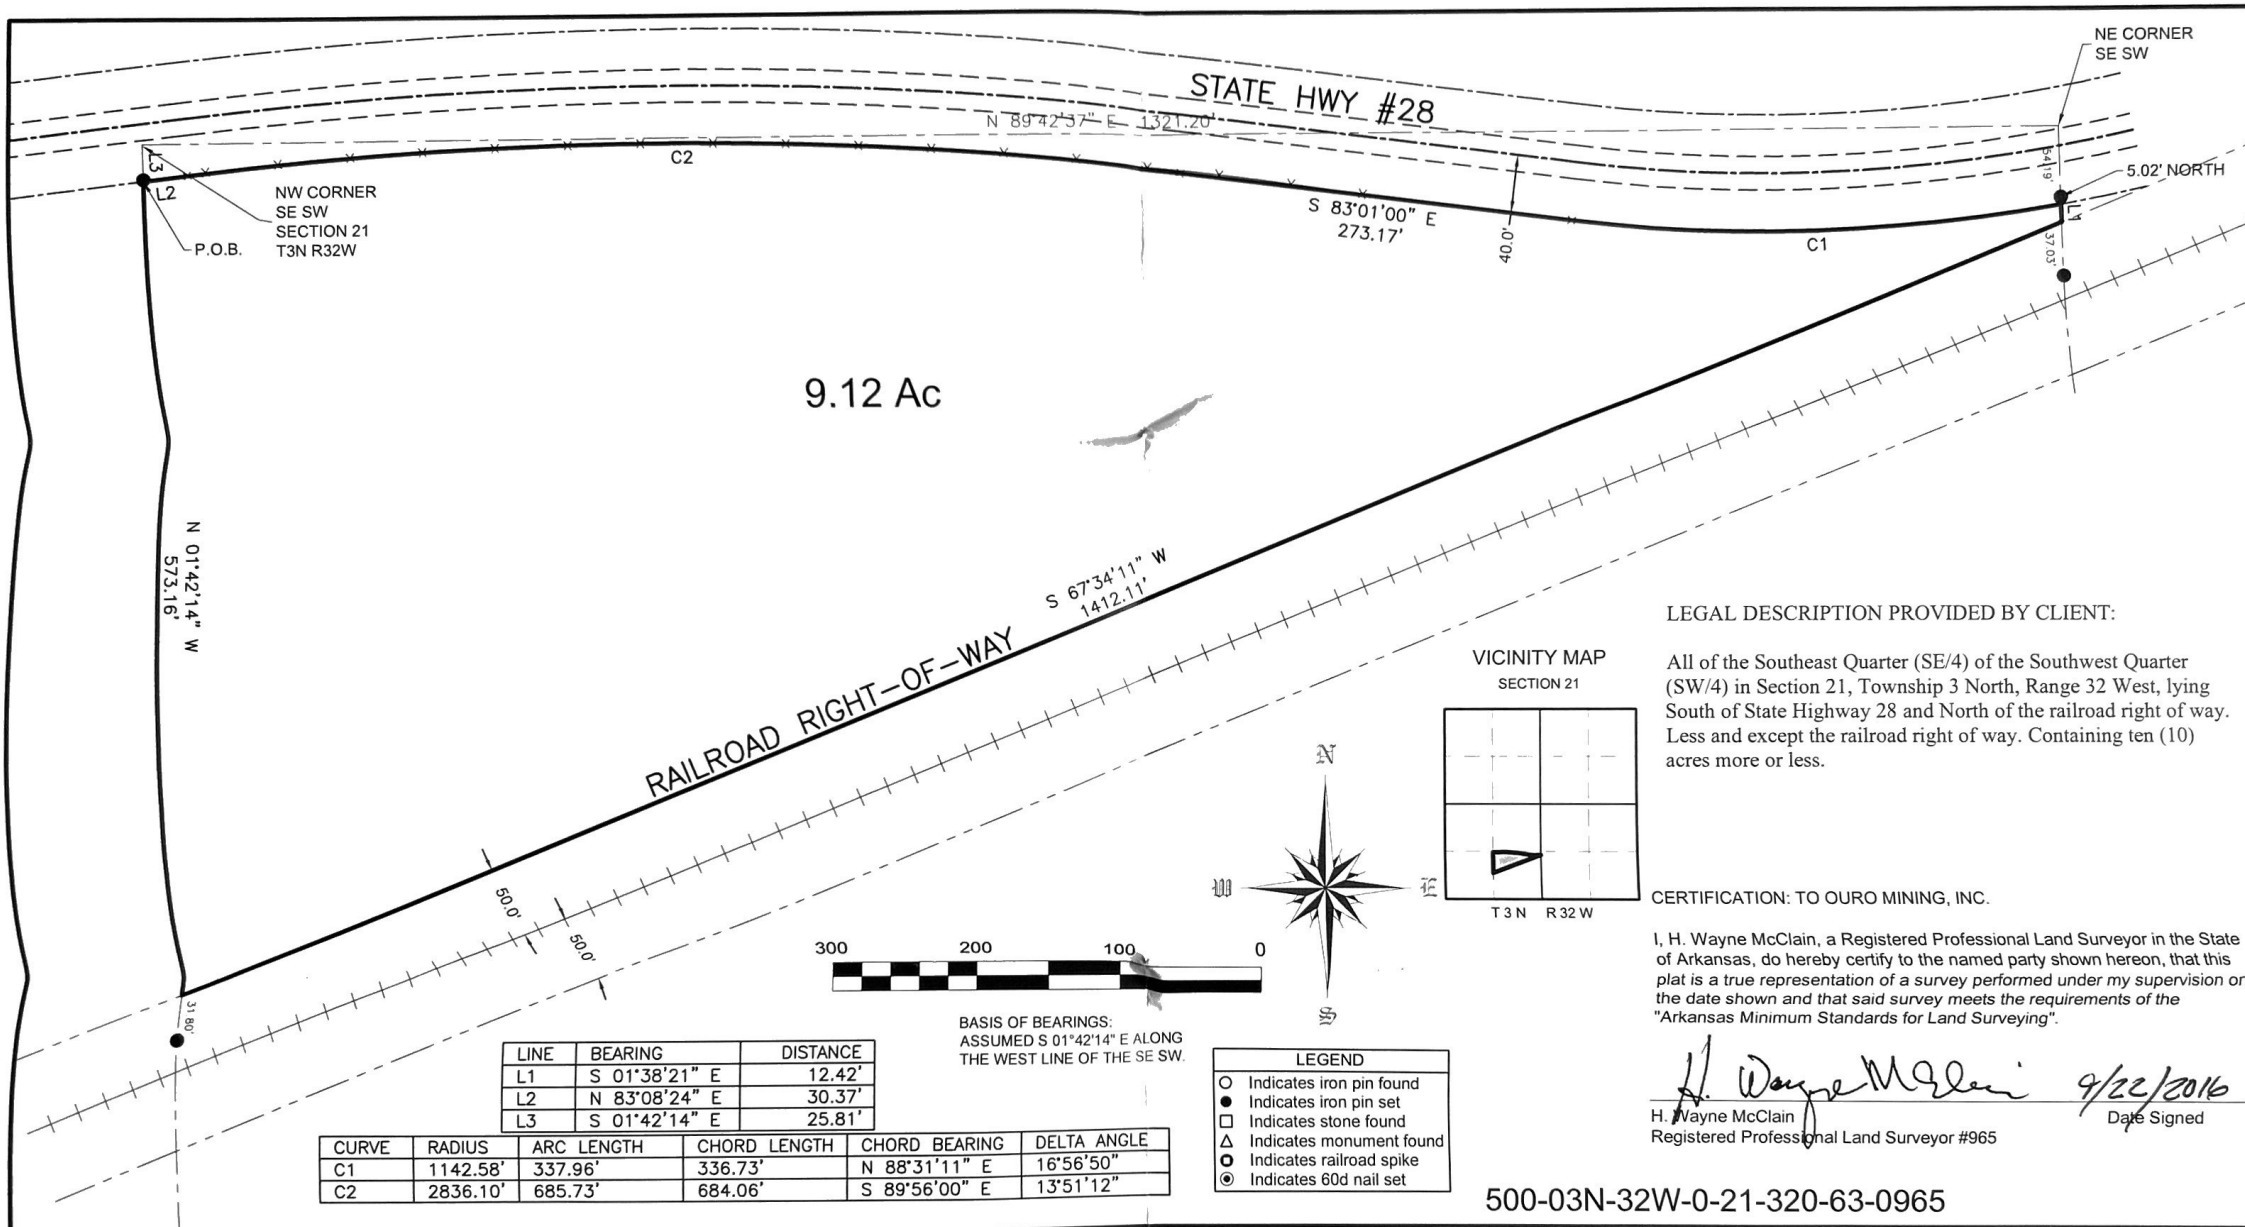 NE CORNER
SE SW
STATE HWY #28
N 89°42'37" E 1321.20'
L3
C2
54.19'
5.02' NORTH
L2
NW CORNER
SE SW
SECTION 21
T3N R32W
P.O.B.
S 83°01'00" E
273.17'
40.0'
C1
L1
37.03'
9.12 Ac
N 01°42'14" W
573.16'
S 67°34'11" W
1412.11'
RAILROAD RIGHT-OF-WAY
50.0'
50.0'
31.80'
LEGAL DESCRIPTION PROVIDED BY CLIENT:
All of the Southeast Quarter (SE/4) of the Southwest Quarter
(SW/4) in Section 21, Township 3 North, Range 32 West, lying
South of State Highway 28 and North of the railroad right of way.
Less and except the railroad right of way. Containing ten (10)
acres more or less.
VICINITY MAP
SECTION 21
T 3 N R 32 W
N
W
E
S
300 200 100 0
BASIS OF BEARINGS:
ASSUMED S 01°42'14" E ALONG
THE WEST LINE OF THE SE SW.
CERTIFICATION: TO OURO MINING, INC.
I, H. Wayne McClain, a Registered Professional Land Surveyor in the State
of Arkansas, do hereby certify to the named party shown hereon, that this
plat is a true representation of a survey performed under my supervision on
the date shown and that said survey meets the requirements of the
"Arkansas Minimum Standards for Land Surveying".
H. Wayne McClain 9/22/2016
H. Wayne McClain Date Signed
Registered Professional Land Surveyor #965
LINE BEARING DISTANCE
L1 S 01°38'21" E 12.42'
L2 N 83°08'24" E 30.37'
L3 S 01°42'14" E 25.81'
CURVE RADIUS ARC LENGTH CHORD LENGTH CHORD BEARING DELTA ANGLE
C1 1142.58' 337.96' 336.73' N 88°31'11" E 16°56'50"
C2 2836.10' 685.73' 684.06' S 89°56'00" E 13°51'12"
LEGEND
Indicates iron pin found
Indicates iron pin set
Indicates stone found
Indicates monument found
Indicates railroad spike
Indicates 60d nail set
500-03N-32W-0-21-320-63-0965